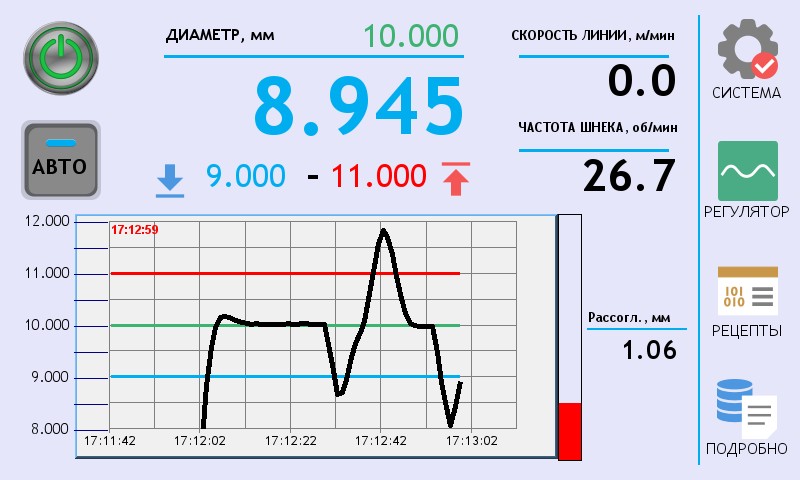 ДИАМЕТР, мм
10.000
8.945
9.000 - 11.000
АВТО
СКОРОСТЬ ЛИНИИ, м/мин
0.0
ЧАСТОТА ШНЕКА, об/мин
26.7
СИСТЕМА
РЕГУЛЯТОР
101
010
РЕЦЕПТЫ
ПОДРОБНО
12.000
11.000
10.000
9.000
8.000
17:12:59
17:11:42
17:12:02
17:12:22
17:12:42
17:13:02
Рассогл., мм
1.06